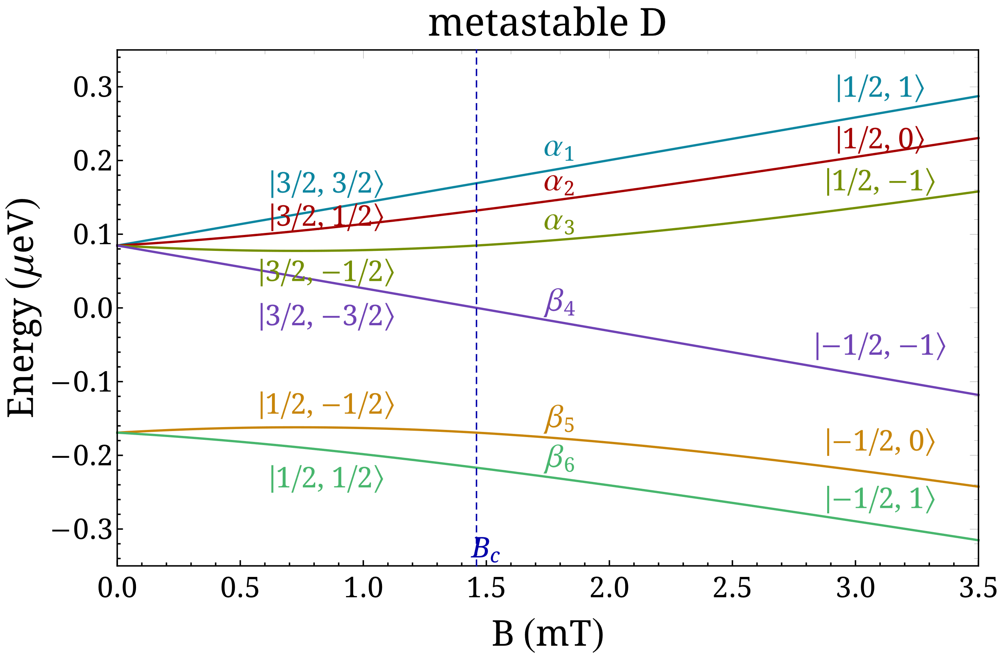 metastable D
Energy (μeV)
0.3
0.2
0.1
0.0
−0.1
−0.2
−0.3
|1/2, 1⟩
|1/2, 0⟩
|1/2, −1⟩
α₁
α₂
α₃
|3/2, 3/2⟩
|3/2, 1/2⟩
|3/2, −1/2⟩
|3/2, −3/2⟩
β₄
|−1/2, −1⟩
|1/2, −1/2⟩
β₅
|−1/2, 0⟩
β₆
|1/2, 1/2⟩
|−1/2, 1⟩
B_c
0.0 0.5 1.0 1.5 2.0 2.5 3.0 3.5
B (mT)